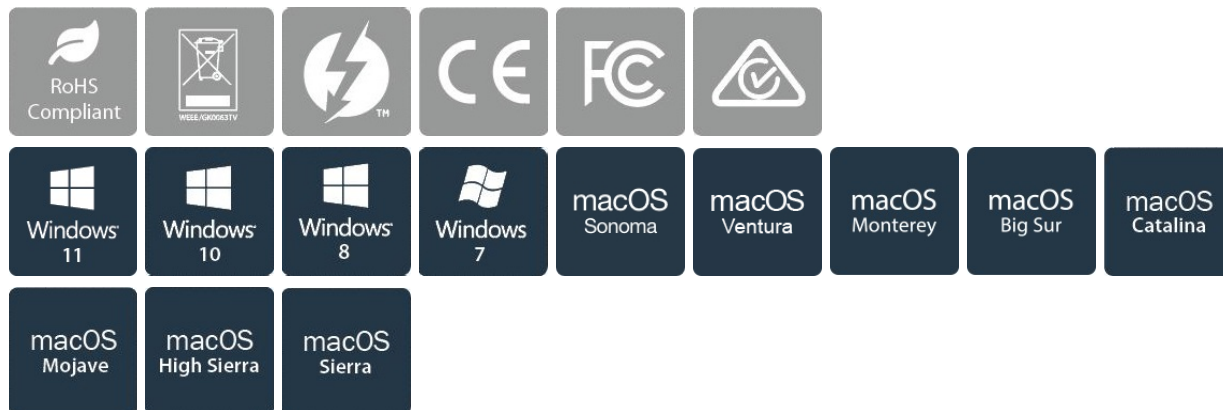 RoHS
Compliant
WEEE/GK0063TV
TM
CE
FC
Windows
11
Windows
10
Windows
8
Windows
7
macOS
Sonoma
macOS
Ventura
macOS
Monterey
macOS
Big Sur
macOS
Catalina
macOS
Mojave
macOS
High Sierra
macOS
Sierra